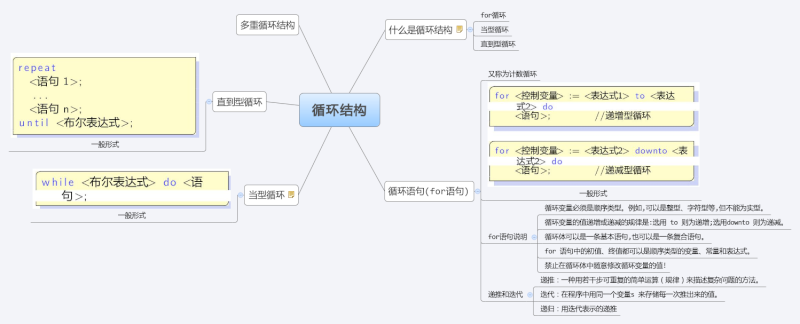 多重循环结构
什么是循环结构
for循环
当型循环
直到型循环
循环结构
repeat
<语句 1>;
...
<语句 n>;
until <布尔表达式>;
一般形式
直到型循环
while <布尔表达式> do <语
句>;
一般形式
当型循环
循环语句(for语句)
又称为计数循环
for <控制变量> := <表达式1> to <表达
式2> do
<语句>; //递增型循环
for <控制变量> := <表达式2> downto <表
达式2> do
<语句>; //递减型循环
一般形式
for语句说明
循环变量必须是顺序类型。例如,可以是整型、字符型等,但不能为实型。
循环变量的值递增或递减的规律是:选用 to 则为递增;选用downto 则为递减。
循环体可以是一条基本语句,也可以是一条复合语句。
for 语句中的初值、终值都可以是顺序类型的变量、常量和表达式。
禁止在循环体中随意修改循环变量的值!
递推和迭代
递推：一种用若干步可重复的简单运算（规律）来描述复杂问题的方法。
迭代：在程序中用同一个变量s 来存储每一次推出来的值。
递归：用迭代表示的递推